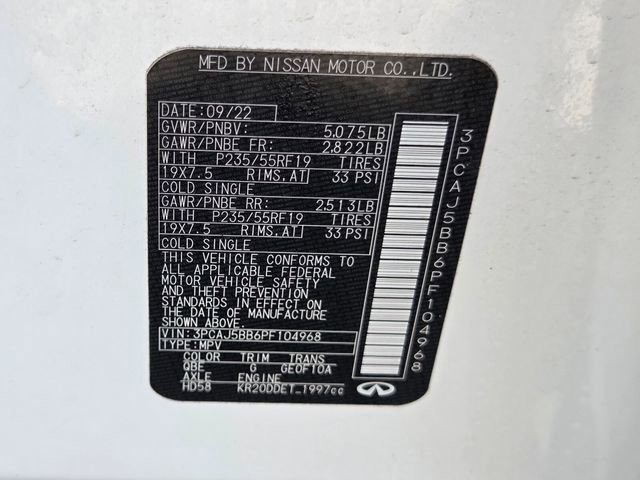 MFD BY NISSAN MOTOR CO.,LTD.
DATE: 09/22
GVWR/PNBV: 5,075LB
GAWR/PNBE FR: 2,822LB
WITH P235/55RF19 TIRES
19X7.5 RIMS,AT 33 PSI
COLD SINGLE
GAWR/PNBE RR: 2,513LB
WITH P235/55RF19 TIRES
19X7.5 RIMS,AT 33 PSI
COLD SINGLE
THIS VEHICLE CONFORMS TO
ALL APPLICABLE FEDERAL
MOTOR VEHICLE SAFETY
AND THEFT PREVENTION
STANDARDS IN EFFECT ON
THE DATE OF MANUFACTURE
SHOWN ABOVE.
VIN: 3PCAJ5BB6PF104968
TYPE: MPV
COLOR TRIM TRANS
QBE G GEOF10A
AXLE ENGINE
HD58 KR20DDET_1997cc
3PCAJ5BB6PF104968